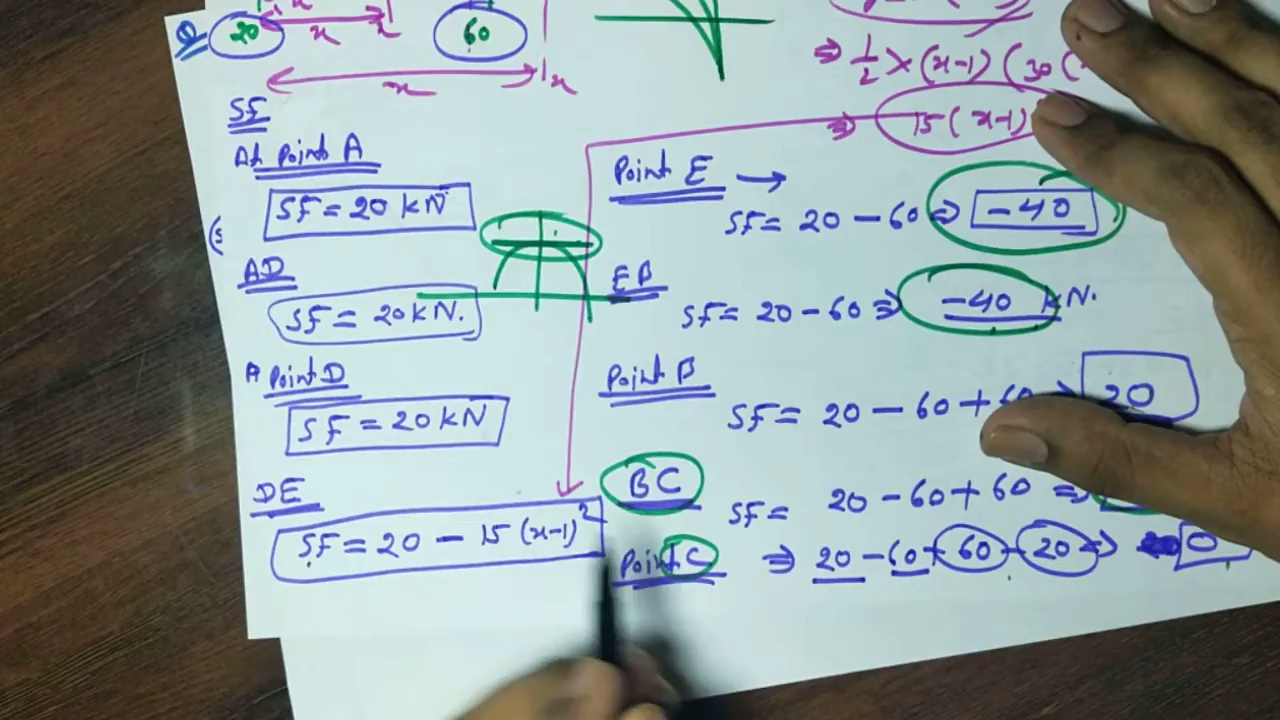 Q 20 x x 60
x x
⇒ 1/2 × (x-1) (30(
⇒ 15(x-1)
SF
At Point A
SF = 20 KN
AD
SF = 20KN.
A Point D
SF = 20 KN
DE
SF = 20 - 15 (x-1)²
Point E →
SF = 20 - 60 ⇒ -40
EB
SF = 20 - 60 ⇒ -40 KN.
Point B
SF = 20 - 60 + 60 ⇒ 20
BC
SF = 20 - 60 + 60 ⇒
Point C ⇒ 20 - 60 + 60 - 20 ⇒ 0